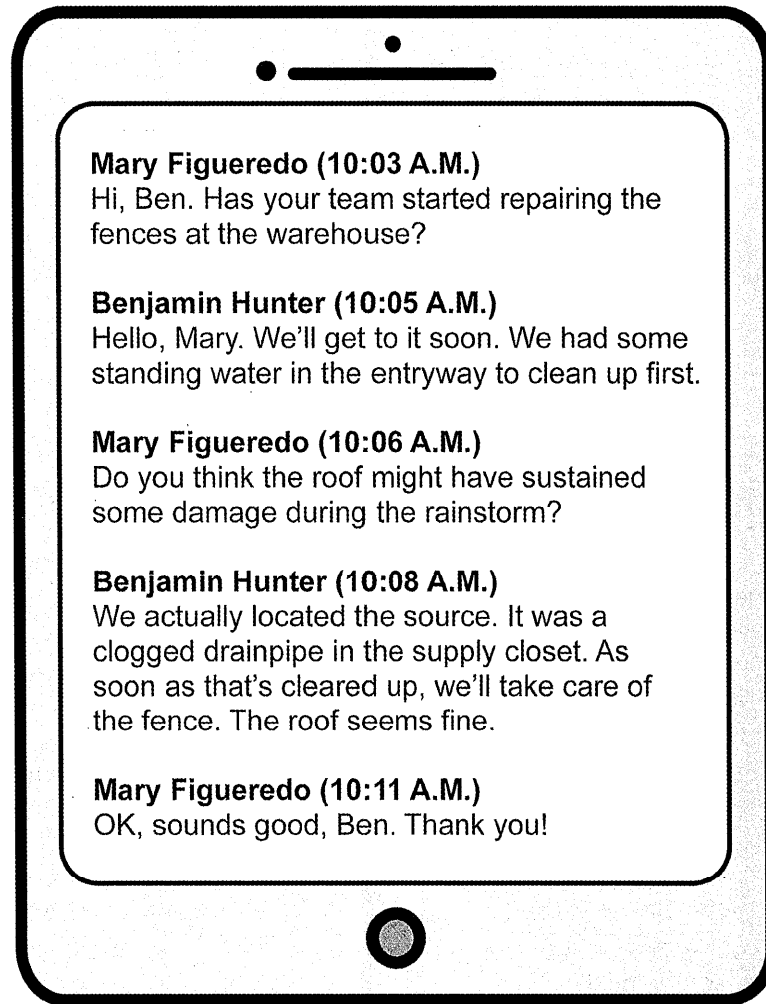 Mary Figueredo (10:03 A.M.)
Hi, Ben. Has your team started repairing the
fences at the warehouse?
Benjamin Hunter (10:05 A.M.)
Hello, Mary. We'll get to it soon. We had some
standing water in the entryway to clean up first.
Mary Figueredo (10:06 A.M.)
Do you think the roof might have sustained
some damage during the rainstorm?
Benjamin Hunter (10:08 A.M.)
We actually located the source. It was a
clogged drainpipe in the supply closet. As
soon as that's cleared up, we'll take care of
the fence. The roof seems fine.
Mary Figueredo (10:11 A.M.)
OK, sounds good, Ben. Thank you!